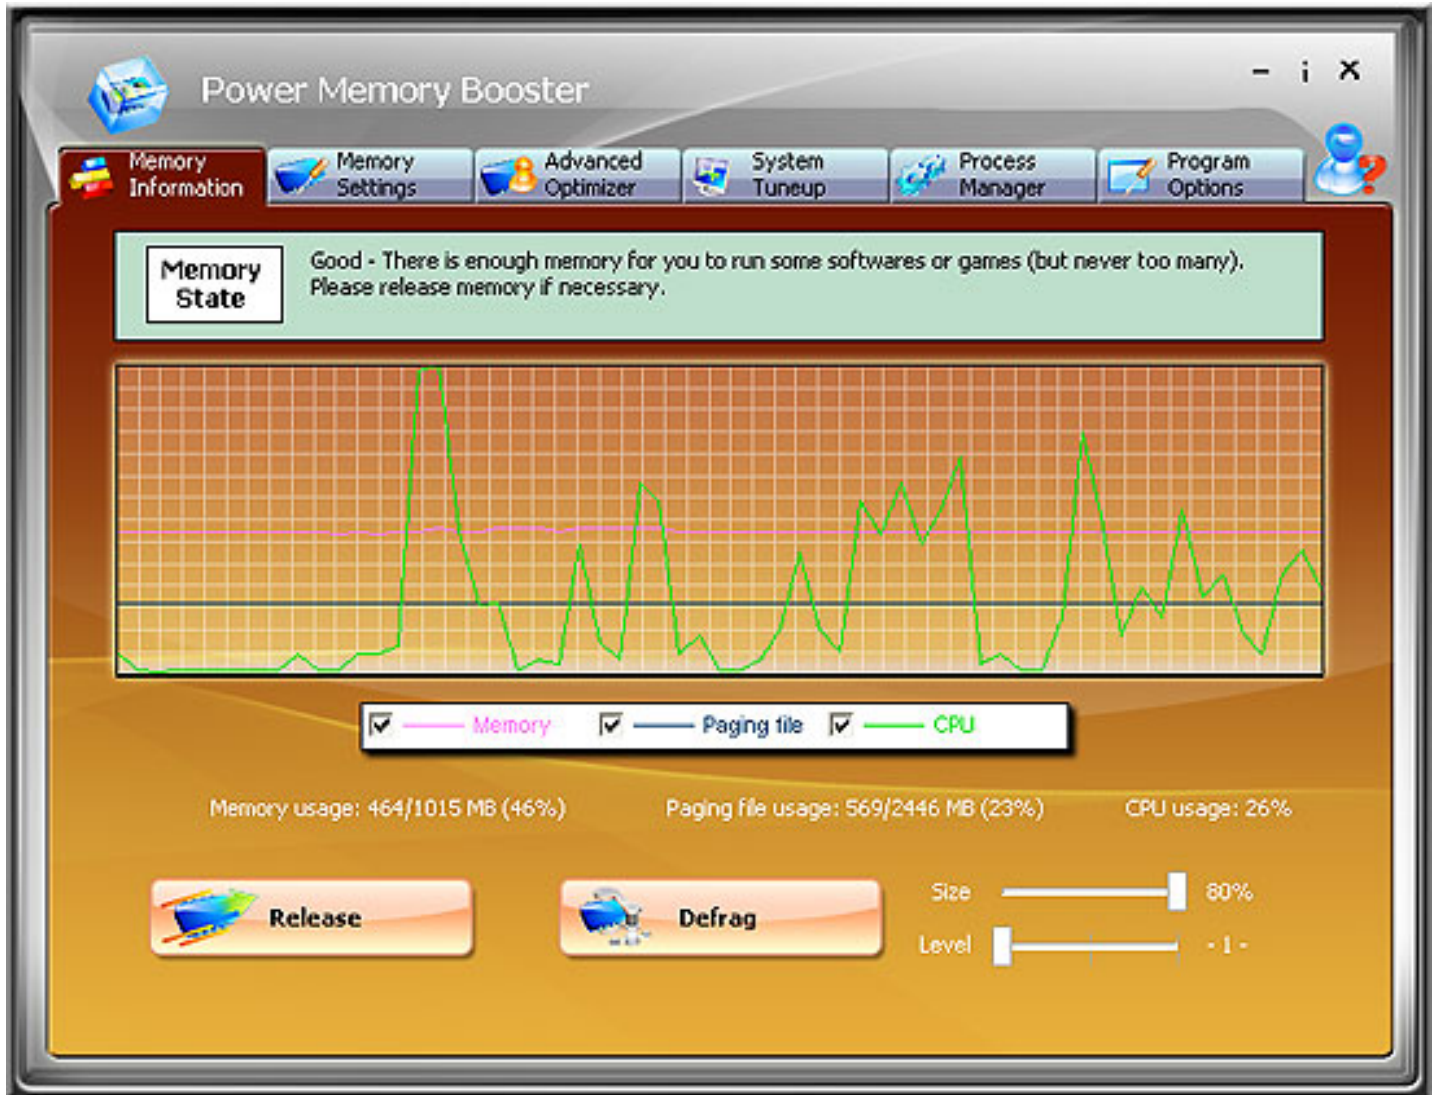 Power Memory Booster
Memory
Information
Memory
Settings
Advanced
Optimizer
System
Tuneup
Process
Manager
Program
Options
Memory
State
Good - There is enough memory for you to run some softwares or games (but never too many).
Please release memory if necessary.
Memory
Paging file
CPU
Memory usage: 464/1015 MB (46%)
Paging file usage: 569/2446 MB (23%)
CPU usage: 26%
Release
Defrag
Size
80%
Level
- 1 -